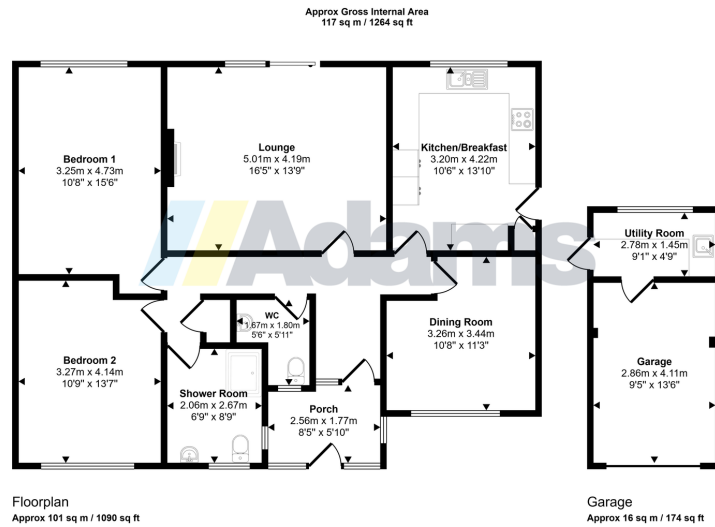 Approx Gross Internal Area
117 sq m / 1264 sq ft
Bedroom 1
3.25m x 4.73m
10'8" x 15'6"
Lounge
5.01m x 4.19m
16'5" x 13'9"
Kitchen/Breakfast
3.20m x 4.22m
10'6" x 13'10"
Utility Room
2.78m x 1.45m
9'1" x 4'9"
Adams
WC
1.67m x 1.80m
5'6" x 5'11"
Dining Room
3.26m x 3.44m
10'8" x 11'3"
Bedroom 2
3.27m x 4.14m
10'9" x 13'7"
Garage
2.86m x 4.11m
9'5" x 13'6"
Shower Room
2.06m x 2.67m
6'9" x 8'9"
Porch
2.56m x 1.77m
8'5" x 5'10"
Floorplan
Approx 101 sq m / 1090 sq ft
Garage
Approx 16 sq m / 174 sq ft